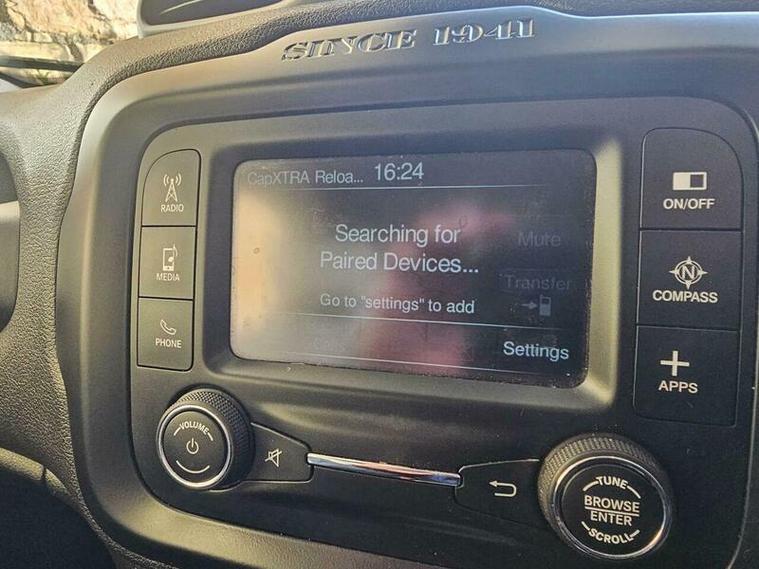 SINCE 1941
CapXTRA Reloa... 16:24
Searching for
Paired Devices...
Go to "settings" to add
Mute
Transfer
Settings
RADIO
MEDIA
PHONE
ON/OFF
N
COMPASS
APPS
VOLUME
TUNE
BROWSE
ENTER
SCROLL